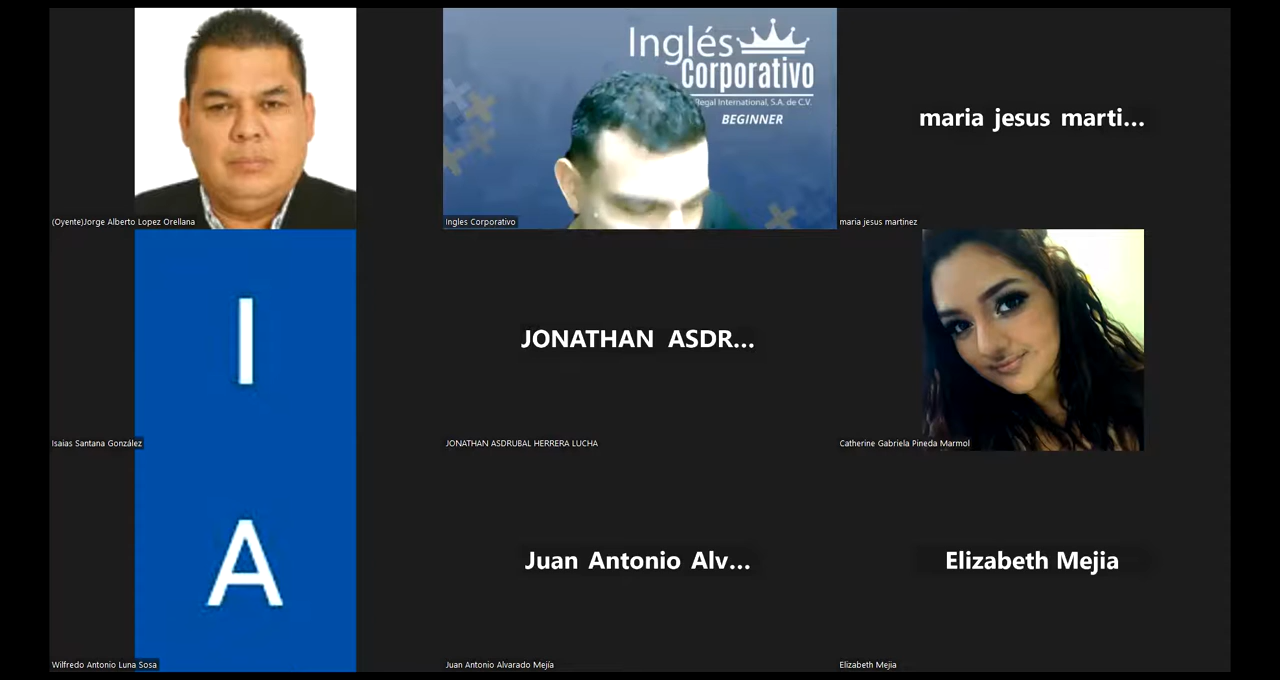 Inglés
Corporativo
Regal International, S.A. de C.V.
BEGINNER
maria jesus marti...
(Oyente)Jorge Alberto Lopez Orellana
Ingles Corporativo
maria jesus martinez
I
JONATHAN ASDR...
Isaias Santana González
JONATHAN ASDRUBAL HERRERA LUCHA
Catherine Gabriela Pineda Marmol
A
Juan Antonio Alv...
Elizabeth Mejia
Wilfredo Antonio Luna Sosa
Juan Antonio Alvarado Mejía
Elizabeth Mejia